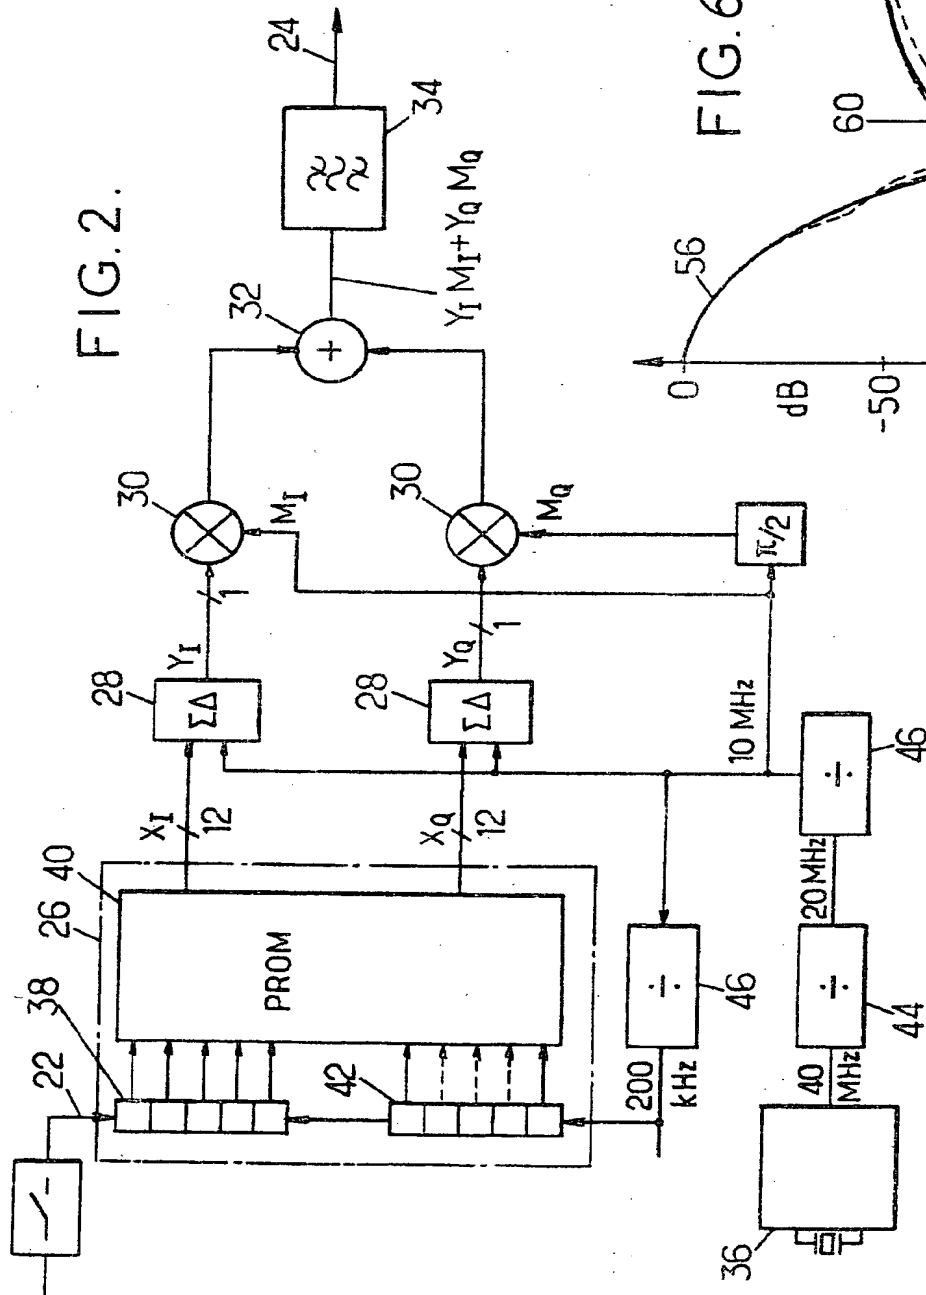 FIG. 2.
22
38
26
40
PROM
42
X_I
12
X_Q
12
28
ΣΔ
28
ΣΔ
Y_I
1
Y_Q
1
30
M_I
30
M_Q
π/2
32
+
Y_I M_I + Y_Q M_Q
34
24
200
kHz
÷
46
10 MHz
36
40
MHz
÷
44
20 MHz
÷
46
FIG. 6
60
56
0
dB
-50